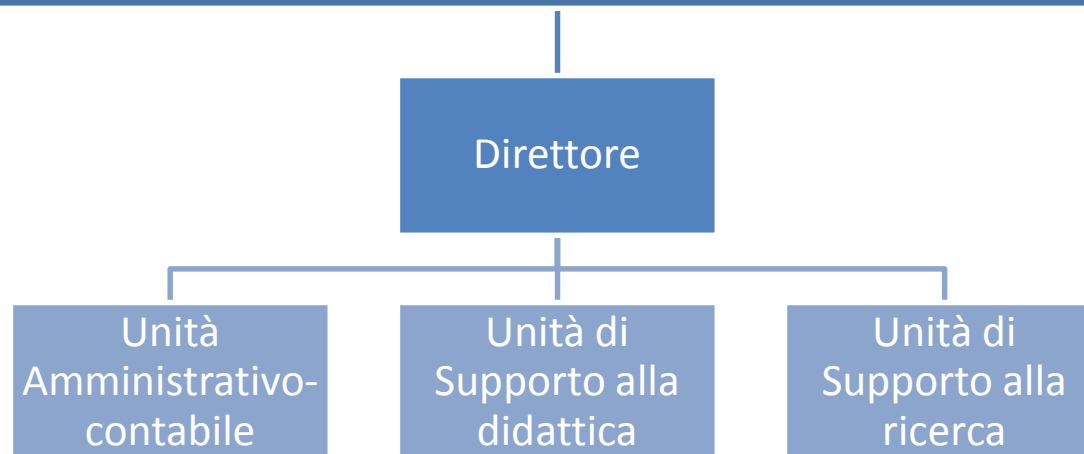 Direttore
Unità
Amministrativo-
contabile
Unità di
Supporto alla
didattica
Unità di
Supporto alla
ricerca